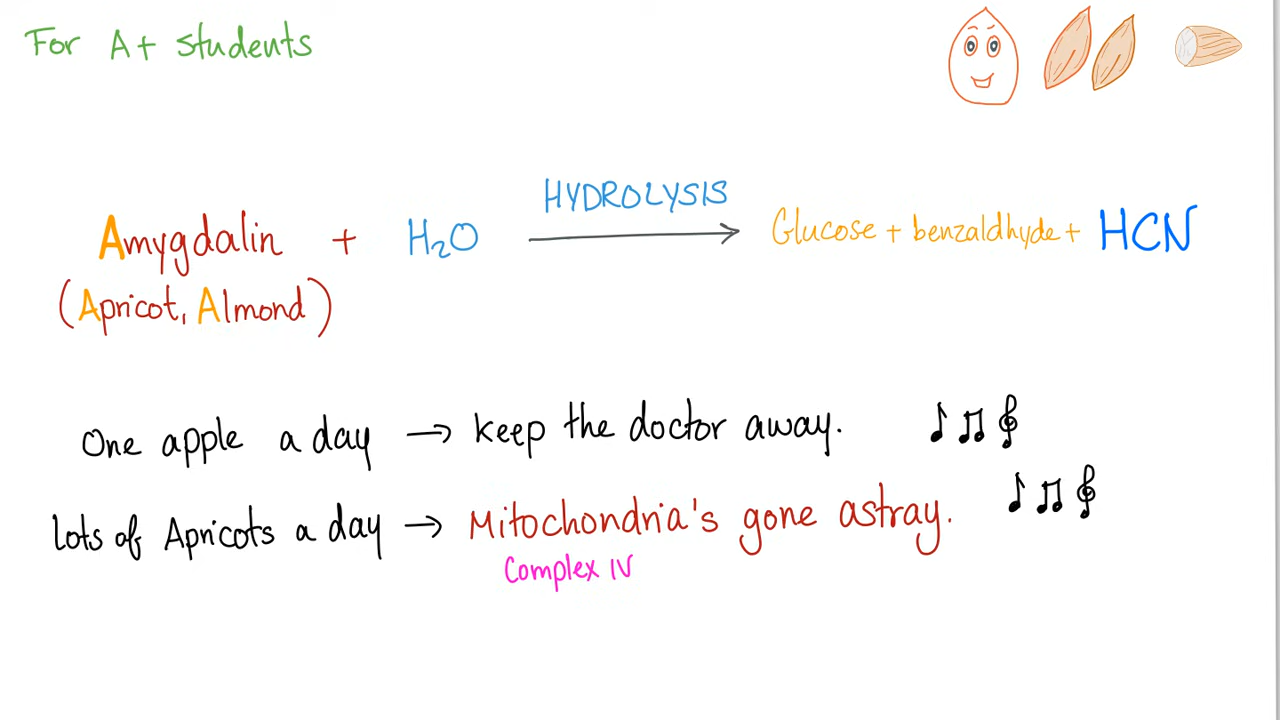 For A+ students
HYDROLYSIS
Amygdalin + H₂O → Glucose + benzaldhyde + HCN
(Apricot, Almond)
One apple a day → keep the doctor away.
lots of Apricots a day → Mitochondria's gone astray.
Complex IV